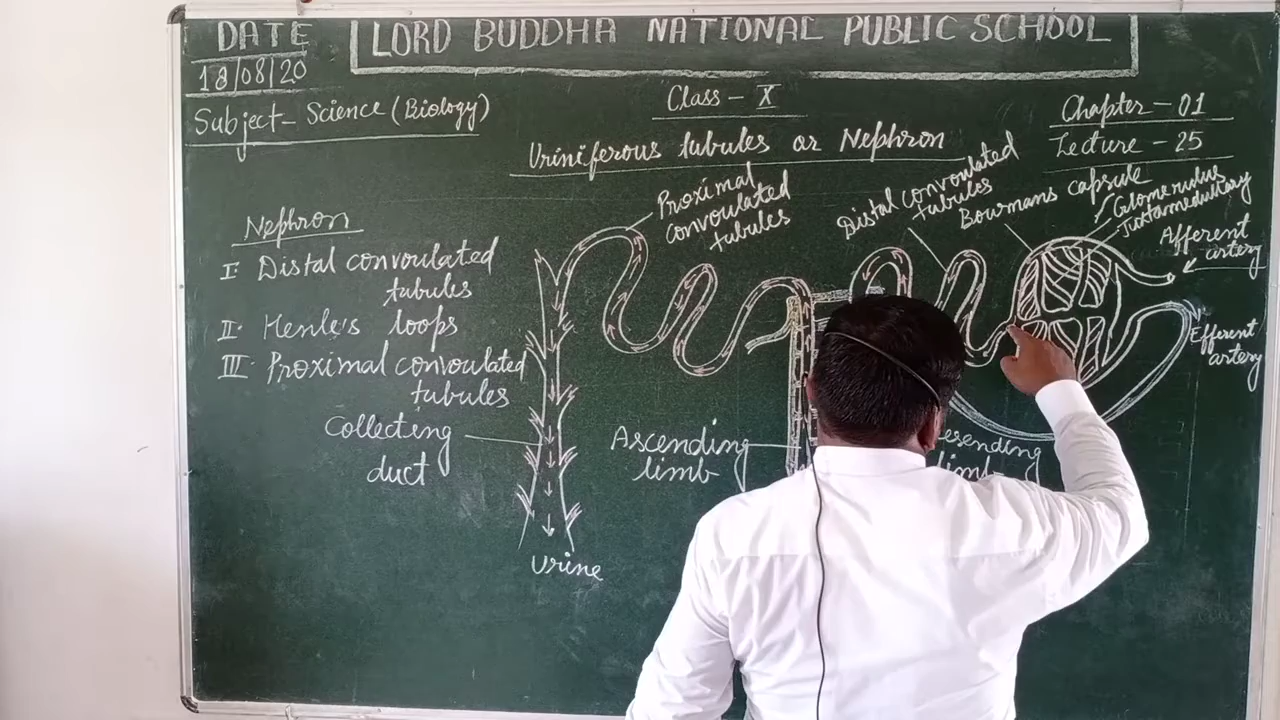 DATE
18/08/20
LORD BUDDHA NATIONAL PUBLIC SCHOOL
Subject - Science (Biology)
Class - X
Chapter - 01
Lecture - 25
Uriniferous tubules or Nephron
Nephron
I. Distal convoulated
tubules
II. Henle's loops
III. Proximal convoulated
tubules
Proximal
convoulated
tubules
Distal convoulated
tubules
Bowmans capsule
Glomerulus
Afferent
artery
Efferent
artery
Collecting
duct
Ascending
limb
esending
limb
Urine